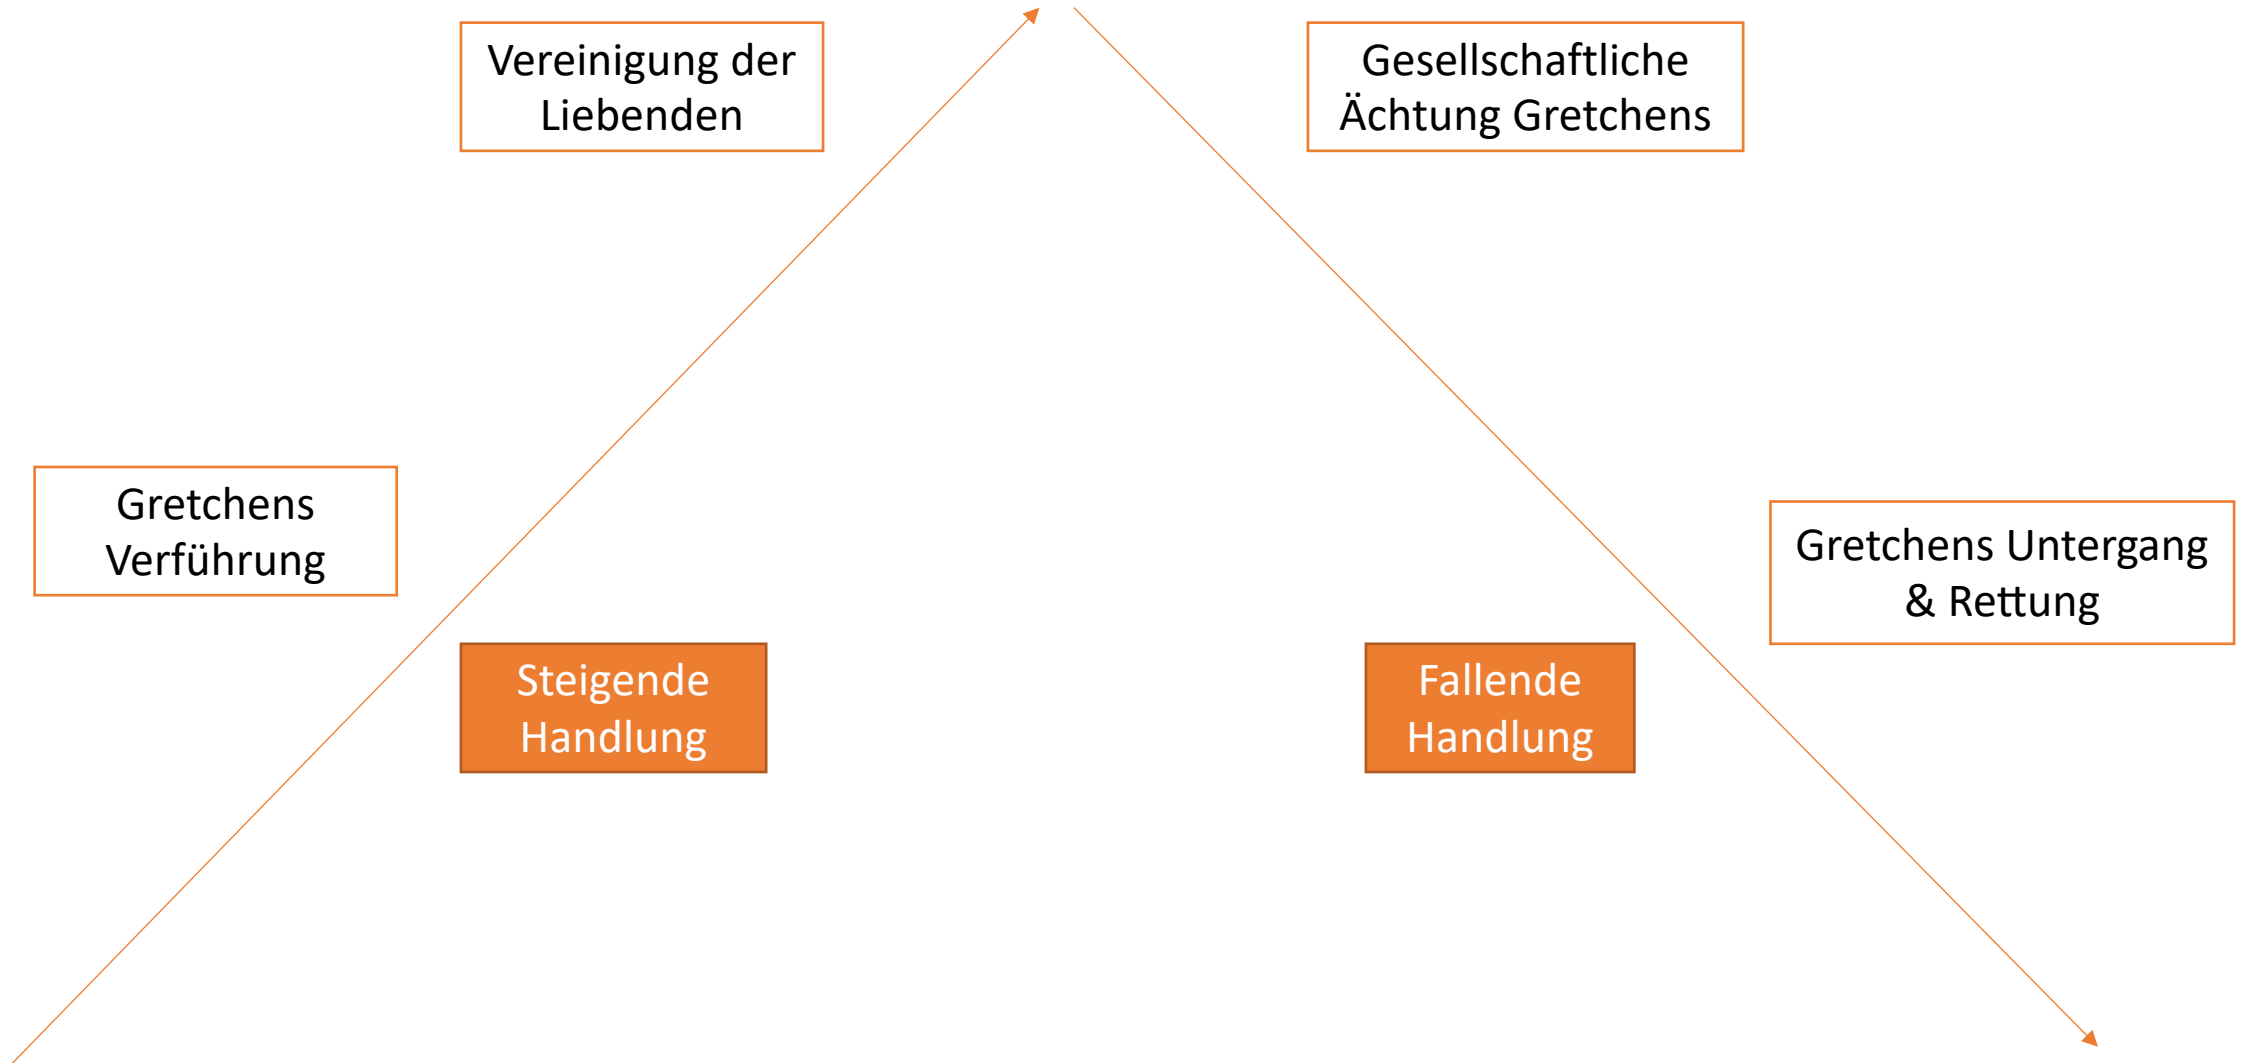 Vereinigung der
Liebenden
Gesellschaftliche
Ächtung Gretchens
Gretchens
Verführung
Gretchens Untergang
& Rettung
Steigende
Handlung
Fallende
Handlung